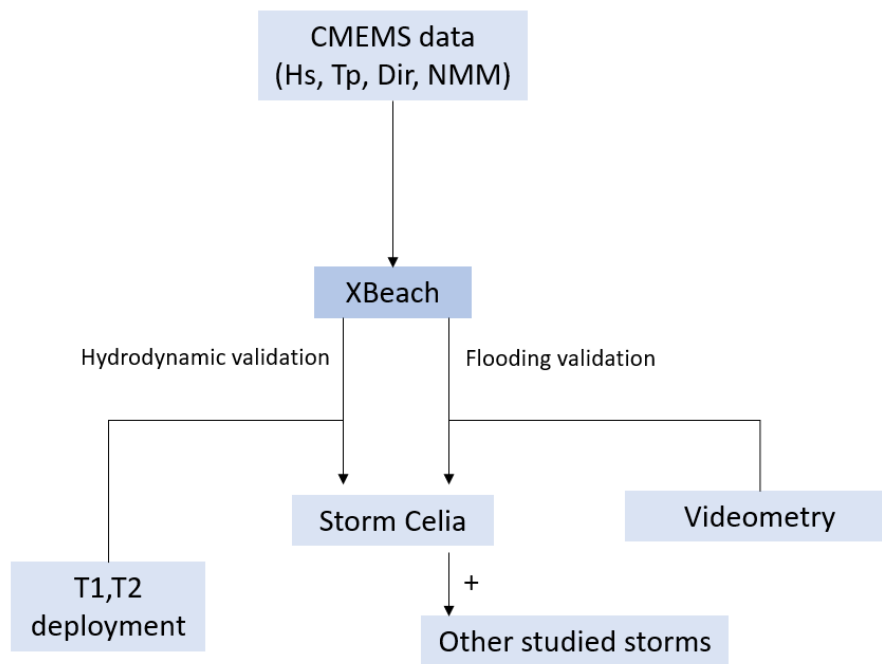 CMEMS data
(Hs, Tp, Dir, NMM)
XBeach
Hydrodynamic validation
Flooding validation
Storm Celia
Videometry
T1,T2
deployment
+
Other studied storms